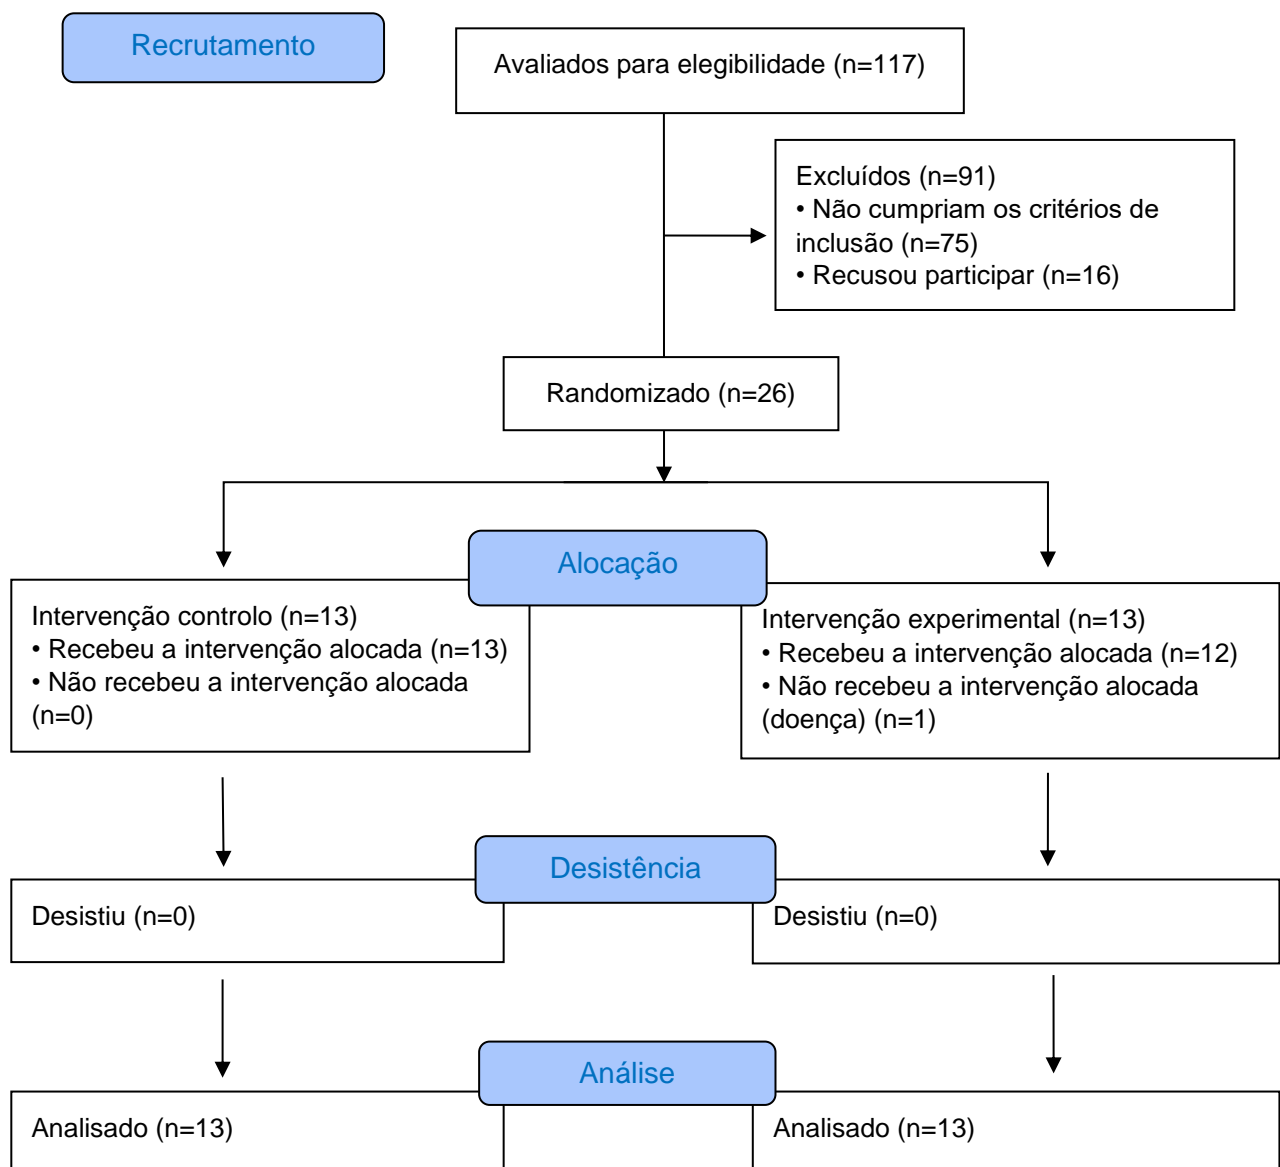 Recrutamento
Avaliados para elegibilidade (n=117)
Excluídos (n=91)
• Não cumpriam os critérios de
inclusão (n=75)
• Recusou participar (n=16)
Randomizado (n=26)
Alocação
Intervenção controlo (n=13)
• Recebeu a intervenção alocada (n=13)
• Não recebeu a intervenção alocada
(n=0)
Intervenção experimental (n=13)
• Recebeu a intervenção alocada (n=12)
• Não recebeu a intervenção alocada
(doença) (n=1)
Desistência
Desistiu (n=0)
Desistiu (n=0)
Análise
Analisado (n=13)
Analisado (n=13)